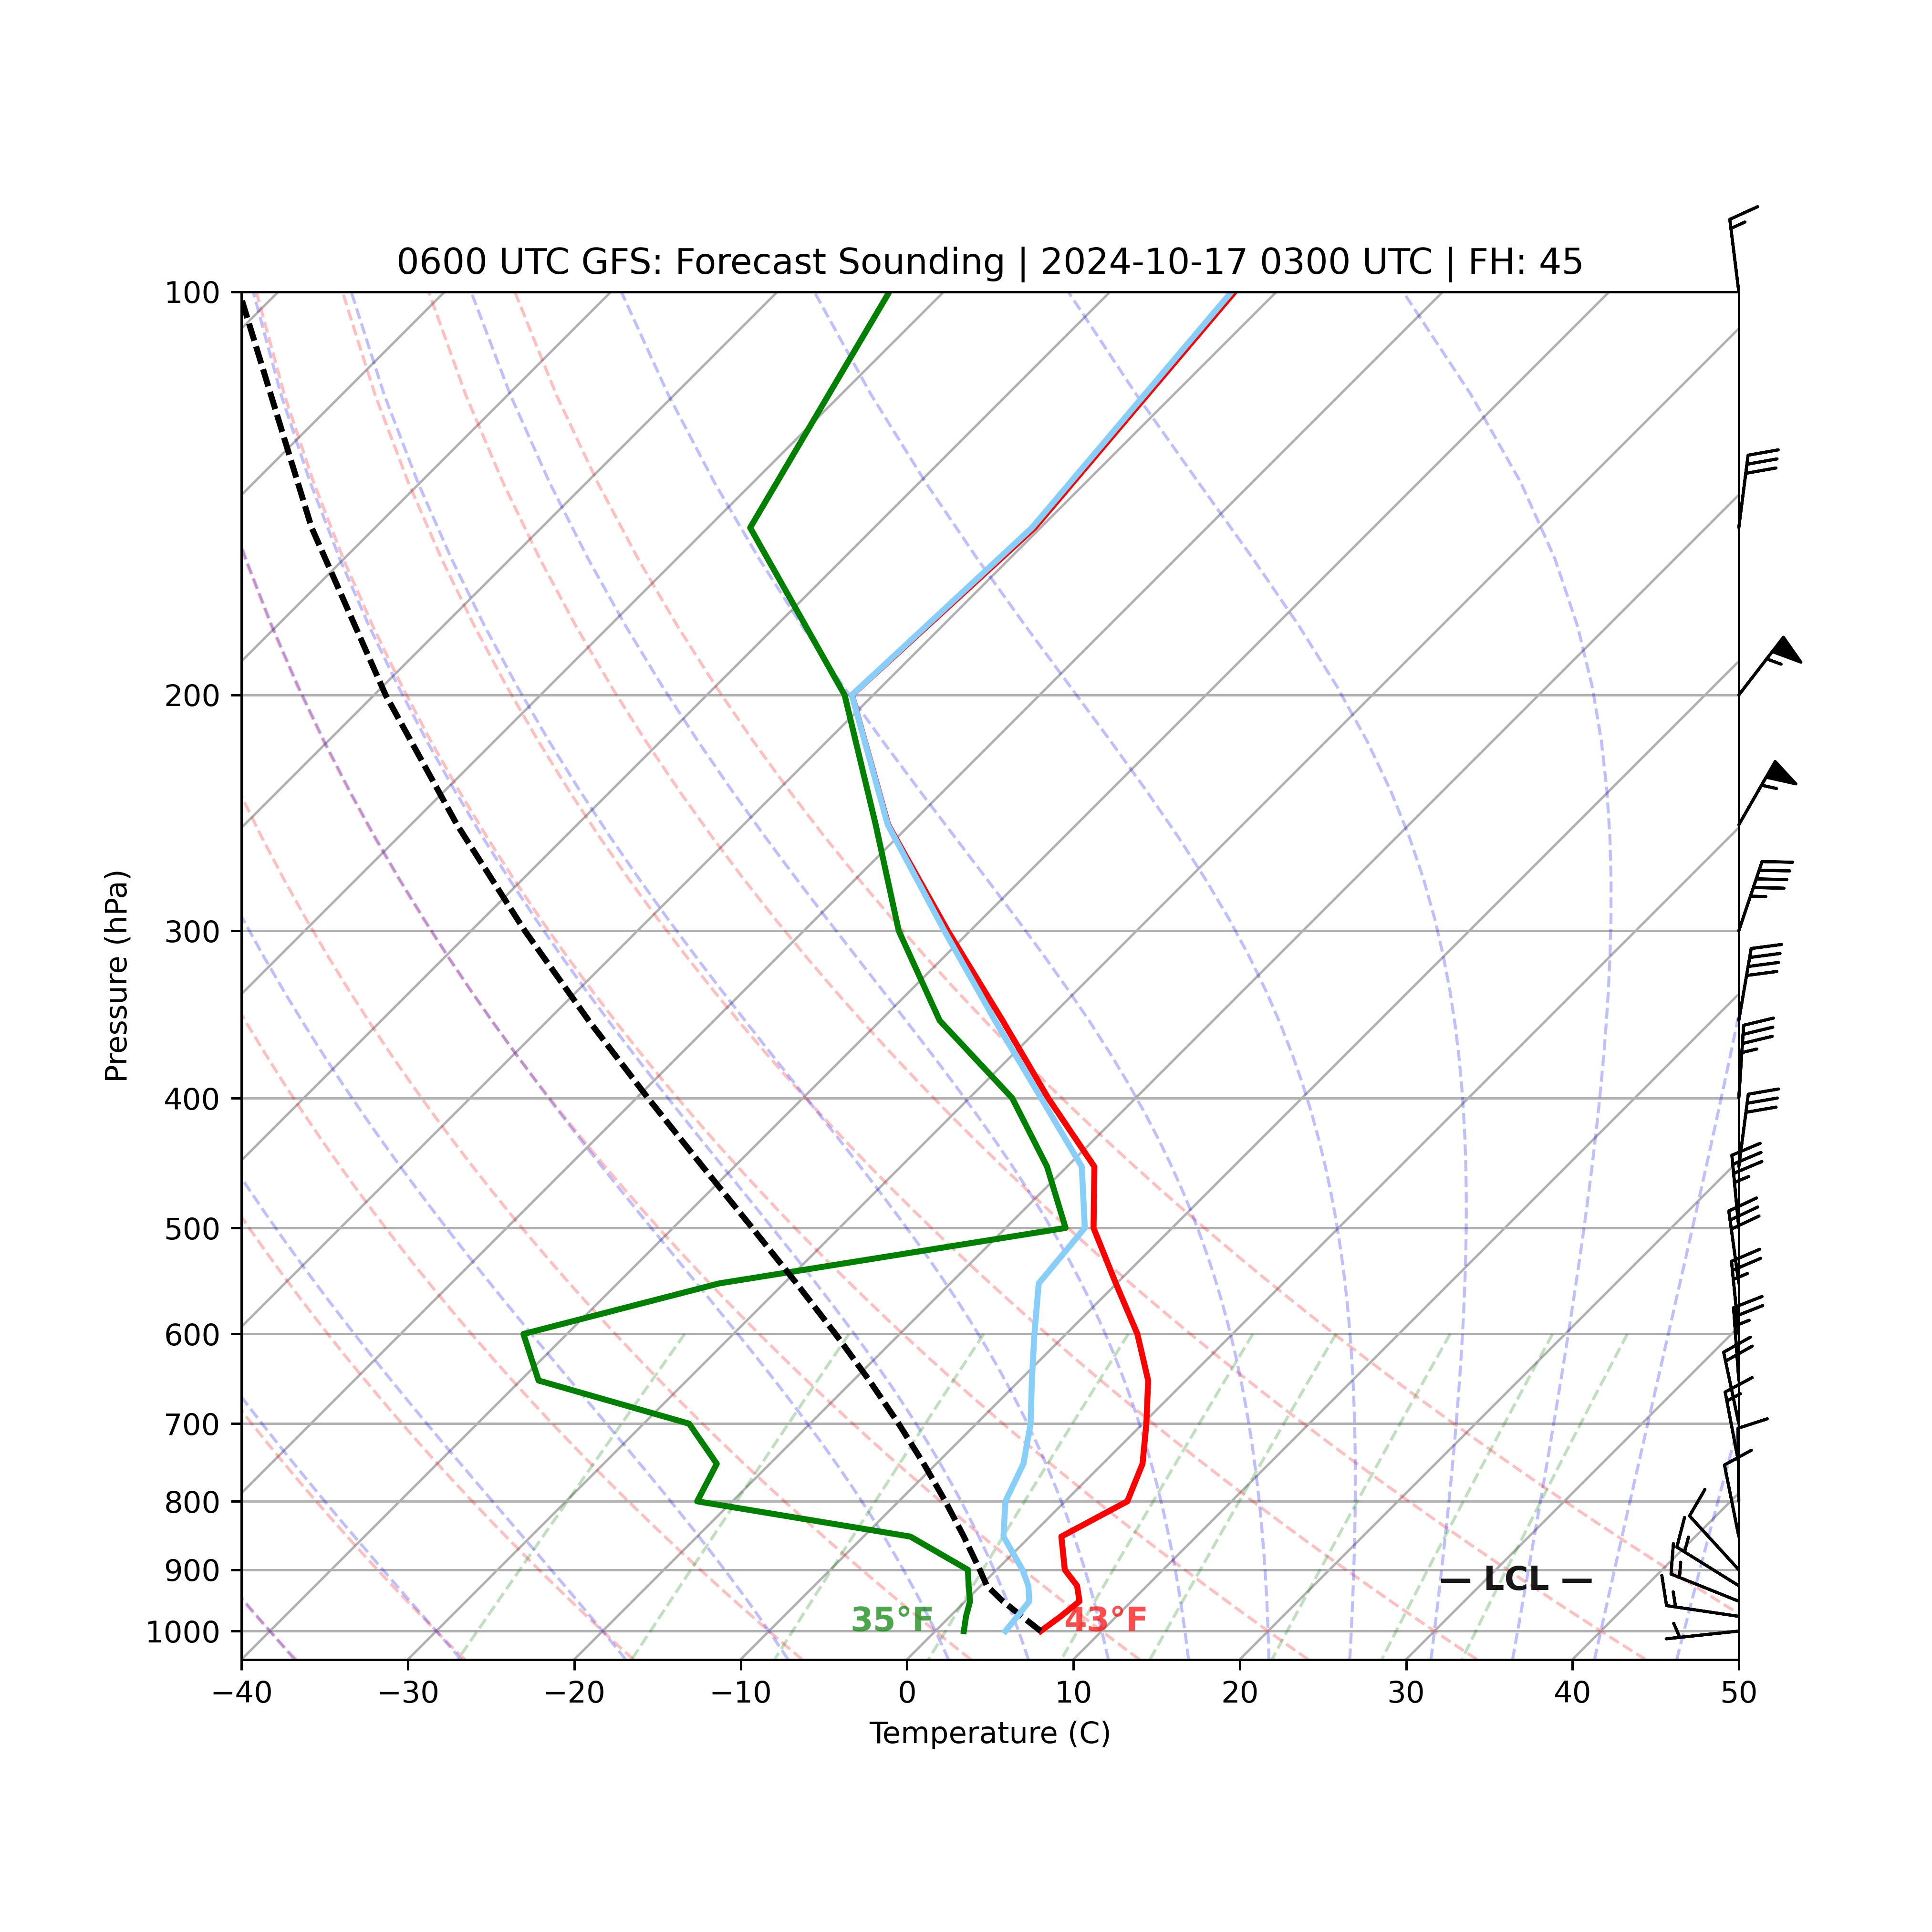 0600 UTC GFS: Forecast Sounding | 2024-10-17 0300 UTC | FH: 45
100
200
300
400
500
600
700
800
900
1000
Pressure (hPa)
— LCL —
35°F
43°F
−40 −30 −20 −10 0 10 20 30 40 50
Temperature (C)